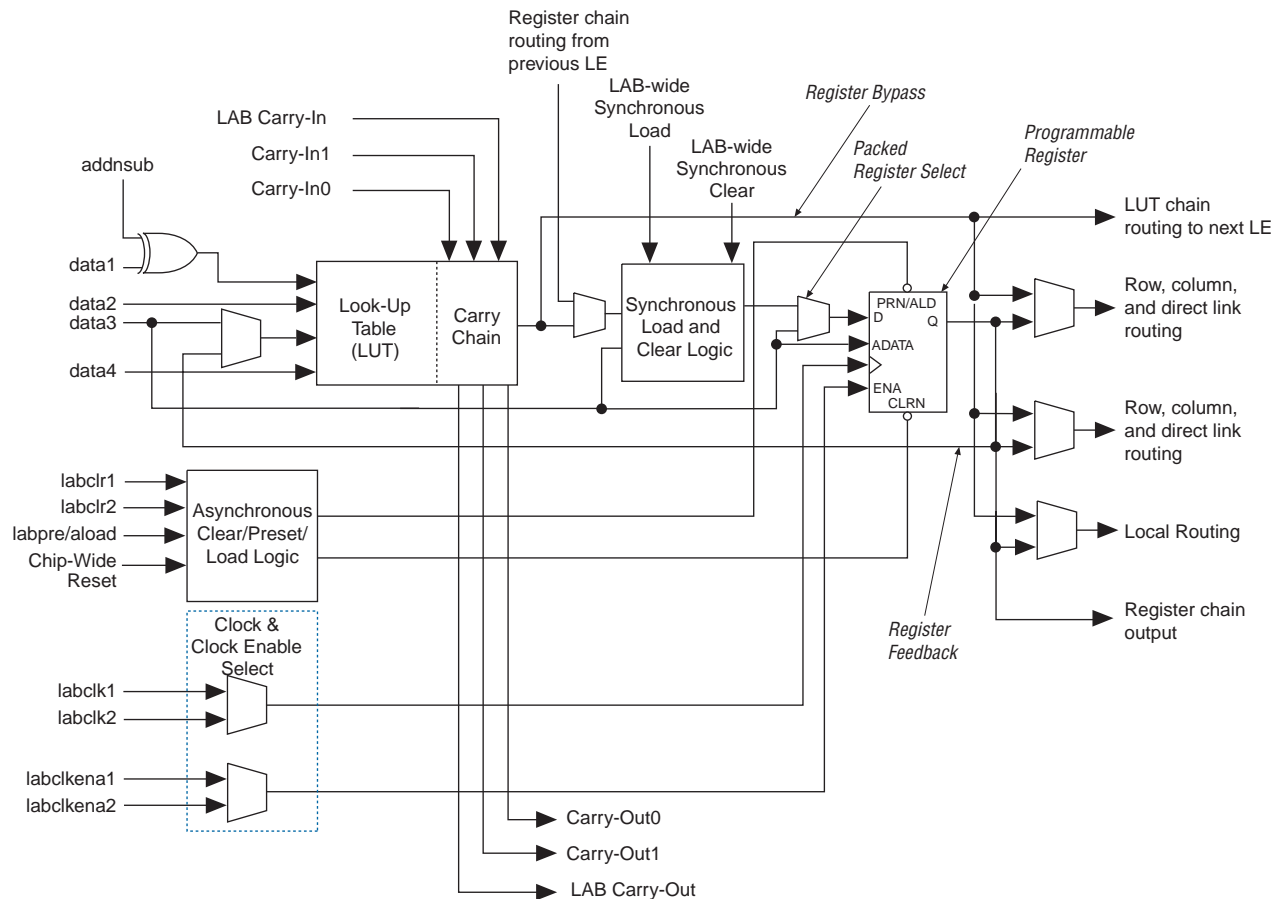 Register chain
routing from
previous LE
LAB-wide
Synchronous
Load
Register Bypass
LAB Carry-In
Carry-In1
Carry-In0
LAB-wide
Synchronous
Clear
Packed
Register Select
Programmable
Register
addnsub
data1
data2
data3
data4
Look-Up
Table
(LUT)
Carry
Chain
Synchronous
Load and
Clear Logic
PRN/ALD
D
Q
ADATA
ENA
CLRN
LUT chain
routing to next LE
Row, column,
and direct link
routing
Row, column,
and direct link
routing
labclr1
labclr2
labpre/aload
Chip-Wide
Reset
Asynchronous
Clear/Preset/
Load Logic
Local Routing
Register
Feedback
Register chain
output
Clock &
Clock Enable
Select
labclk1
labclk2
labclkena1
labclkena2
Carry-Out0
Carry-Out1
LAB Carry-Out